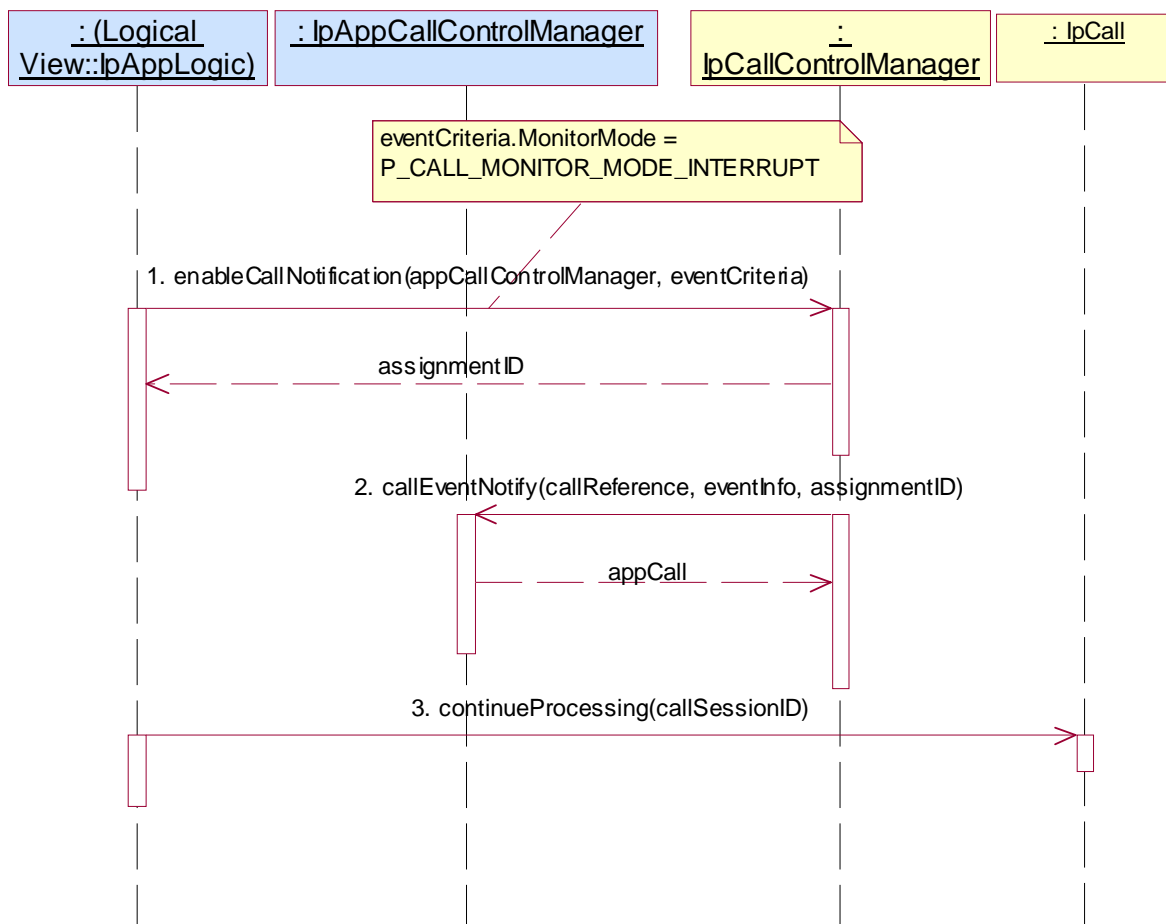 : (Logical
View::IpAppLogic)
: IpAppCallControlManager
:
IpCallControlManager
: IpCall
eventCriteria.MonitorMode =
P_CALL_MONITOR_MODE_INTERRUPT
1. enableCallNotification(appCallControlManager, eventCriteria)
assignmentID
2. callEventNotify(callReference, eventInfo, assignmentID)
appCall
3. continueProcessing(callSessionID)